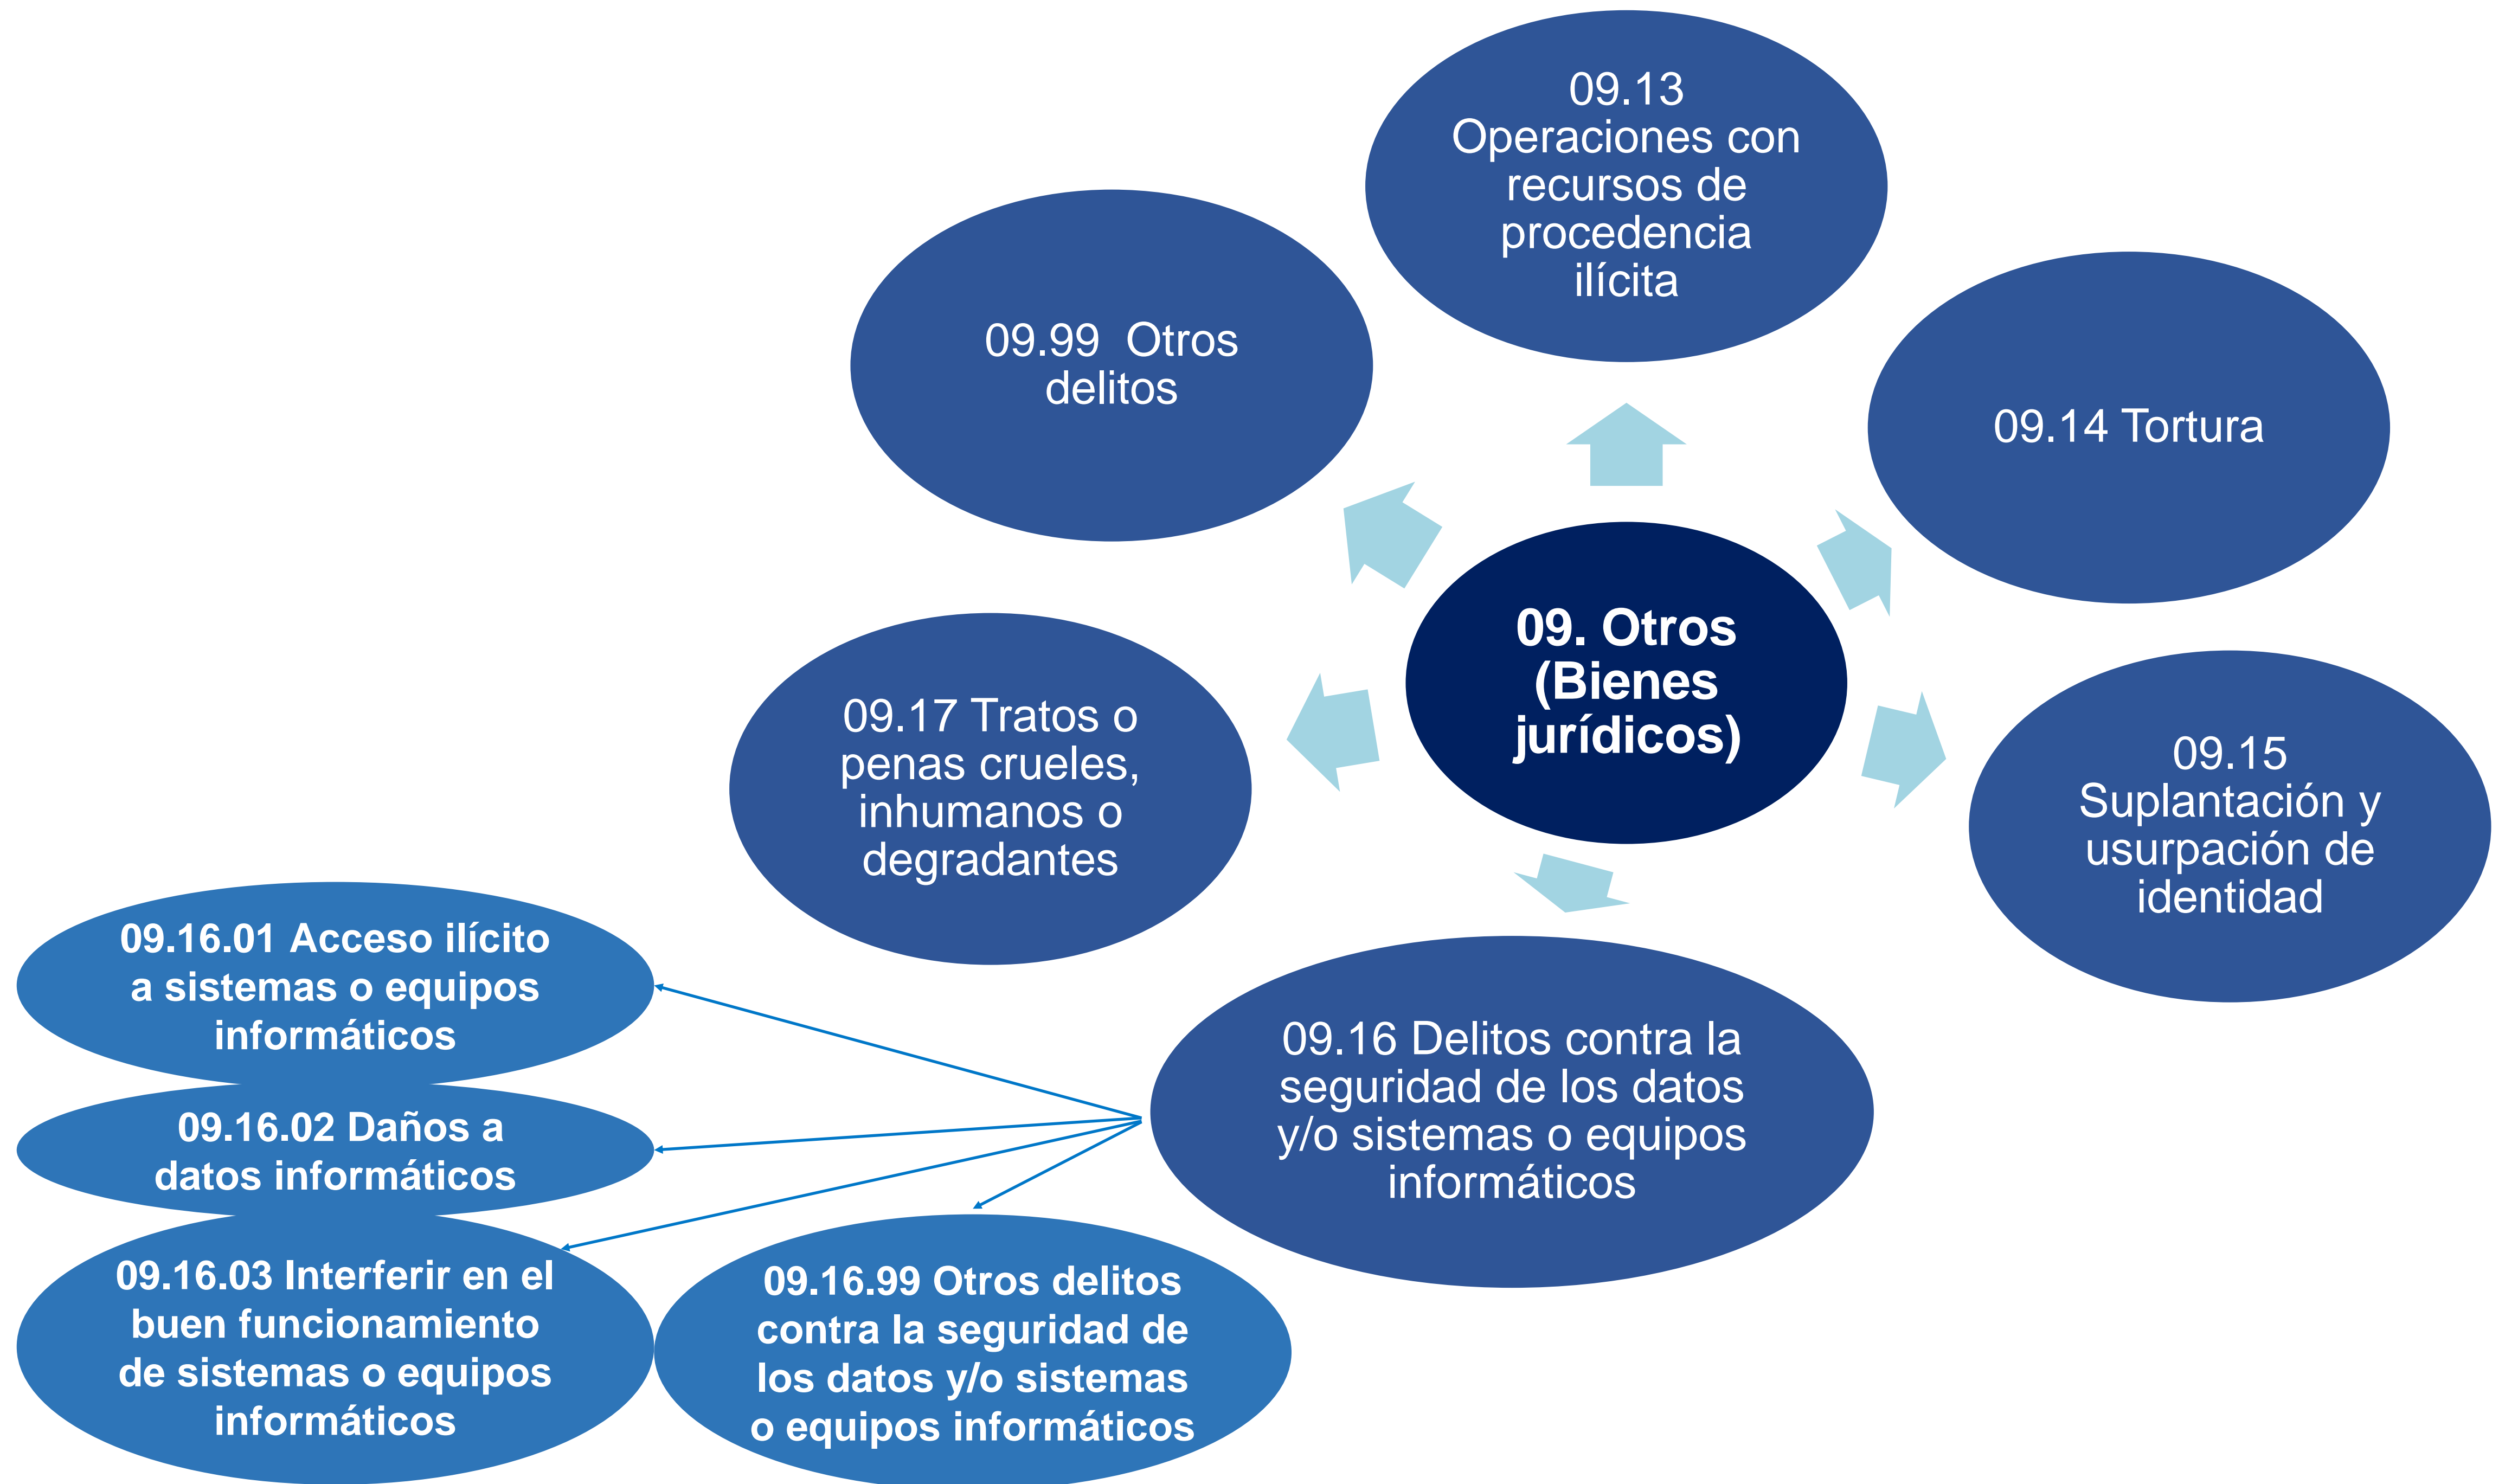 09.13
Operaciones con
recursos de
procedencia
ilícita
09.99  Otros
delitos
09.14 Tortura
09. Otros
(Bienes
jurídicos)
09.17 Tratos o
penas crueles,
inhumanos o
degradantes
09.15
Suplantación y
usurpación de
identidad
09.16 Delitos contra la
seguridad de los datos
y/o sistemas o equipos
informáticos
09.16.01 Acceso ilícito
a sistemas o equipos
informáticos
09.16.02 Daños a
datos informáticos
09.16.03 Interferir en el
buen funcionamiento
de sistemas o equipos
informáticos
09.16.99 Otros delitos
contra la seguridad de
los datos y/o sistemas
o equipos informáticos